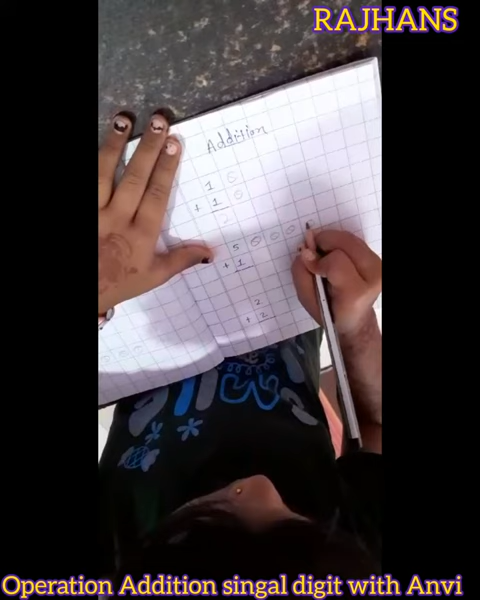 RAJHANS
Addition
1
+ 1
5
+ 1
2
+ 2
Operation Addition singal digit with Anvi